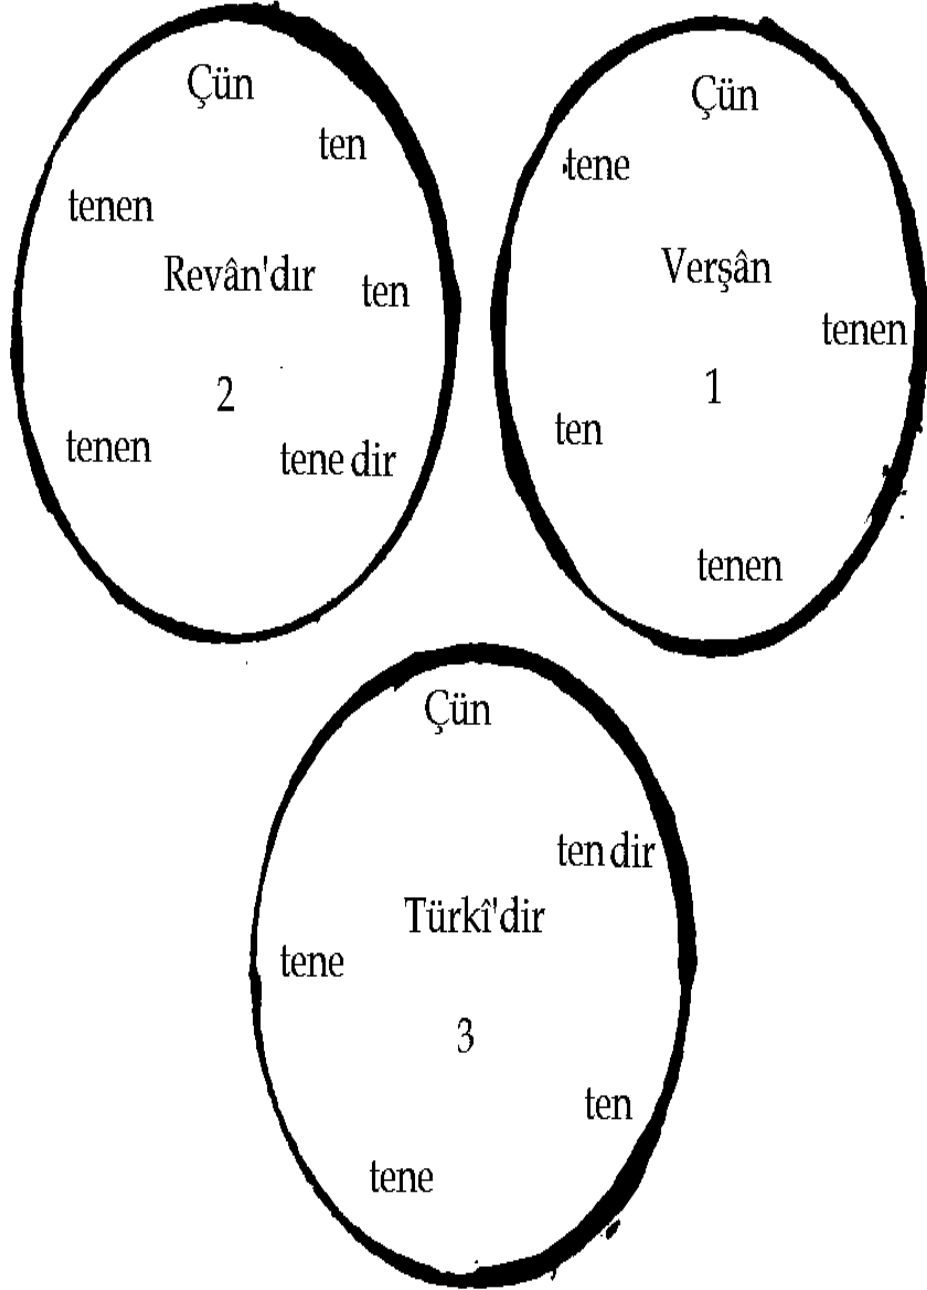 Çün
ten
tenen
Revân'dır
ten
2
tenen
tene dir
Çün
tene
Verşân
tenen
1
ten
tenen
Çün
ten dir
Türkî'dir
tene
3
ten
tene